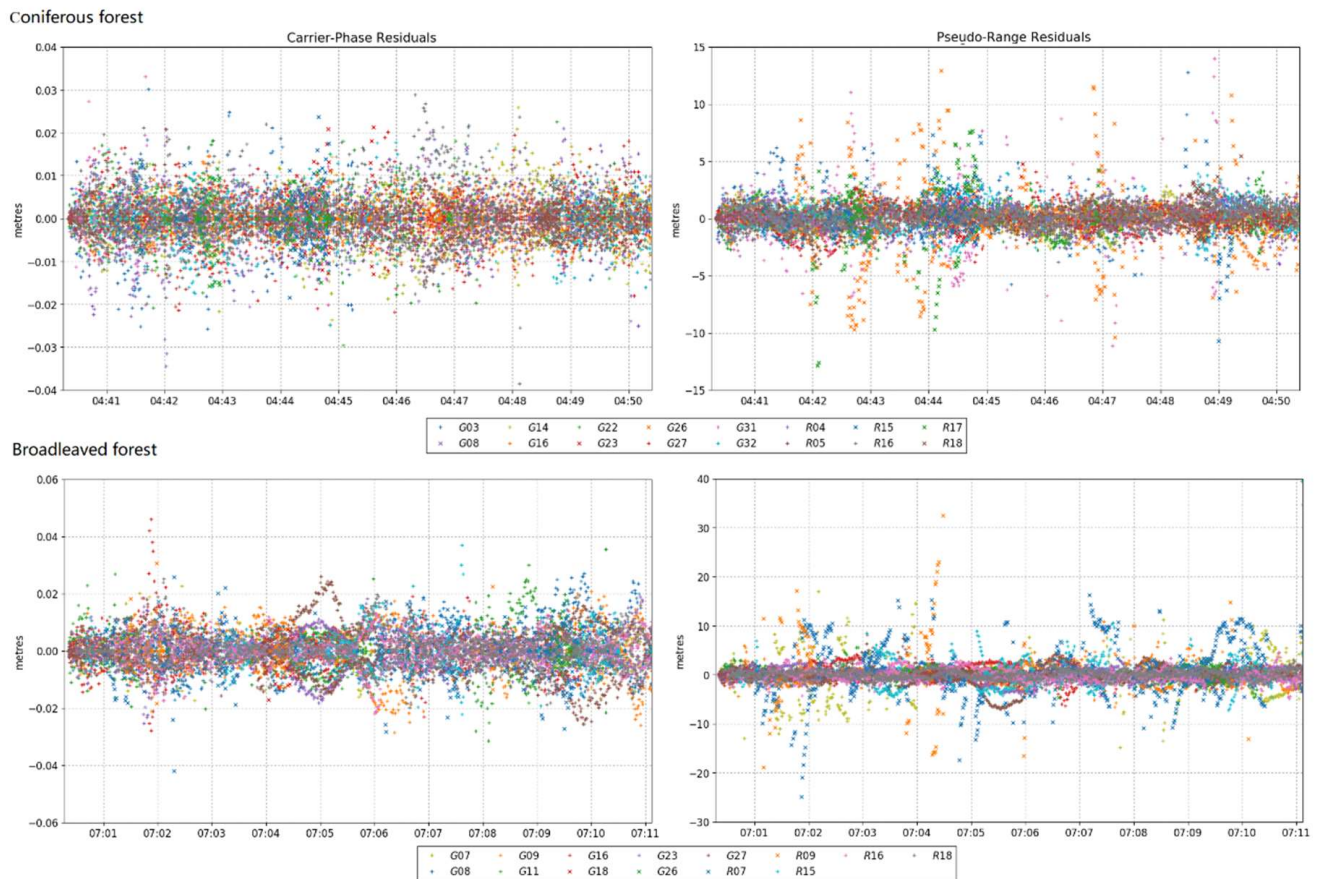 Coniferous forest
Carrier-Phase Residuals
Pseudo-Range Residuals
0.04
0.03
0.02
0.01
0.00
−0.01
−0.02
−0.03
−0.04
metres
04:41 04:42 04:43 04:44 04:45 04:46 04:47 04:48 04:49 04:50
15
10
5
0
−5
−10
−15
metres
04:41 04:42 04:43 04:44 04:45 04:46 04:47 04:48 04:49 04:50
G03 G14 G22 G26 G31 R04 R15 R17
G08 G16 G23 G27 G32 R05 R16 R18
Broadleaved forest
0.06
0.04
0.02
0.00
−0.02
−0.04
−0.06
metres
07:01 07:02 07:03 07:04 07:05 07:06 07:07 07:08 07:09 07:10 07:11
40
30
20
10
0
−10
−20
−30
metres
07:01 07:02 07:03 07:04 07:05 07:06 07:07 07:08 07:09 07:10 07:11
G07 G09 G16 G23 G27 R09 R16 R18
G08 G11 G18 G26 R07 R15